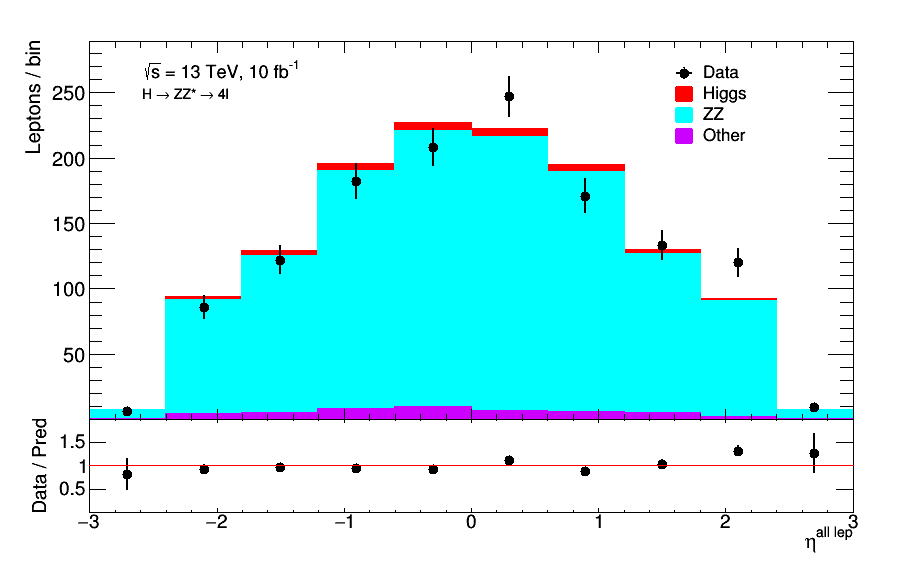 Leptons / bin
√s = 13 TeV, 10 fb⁻¹
H → ZZ* → 4l
Data
Higgs
ZZ
Other
250
200
150
100
50
Data / Pred
1.5
1
0.5
−3 −2 −1 0 1 2 3
η^all lep